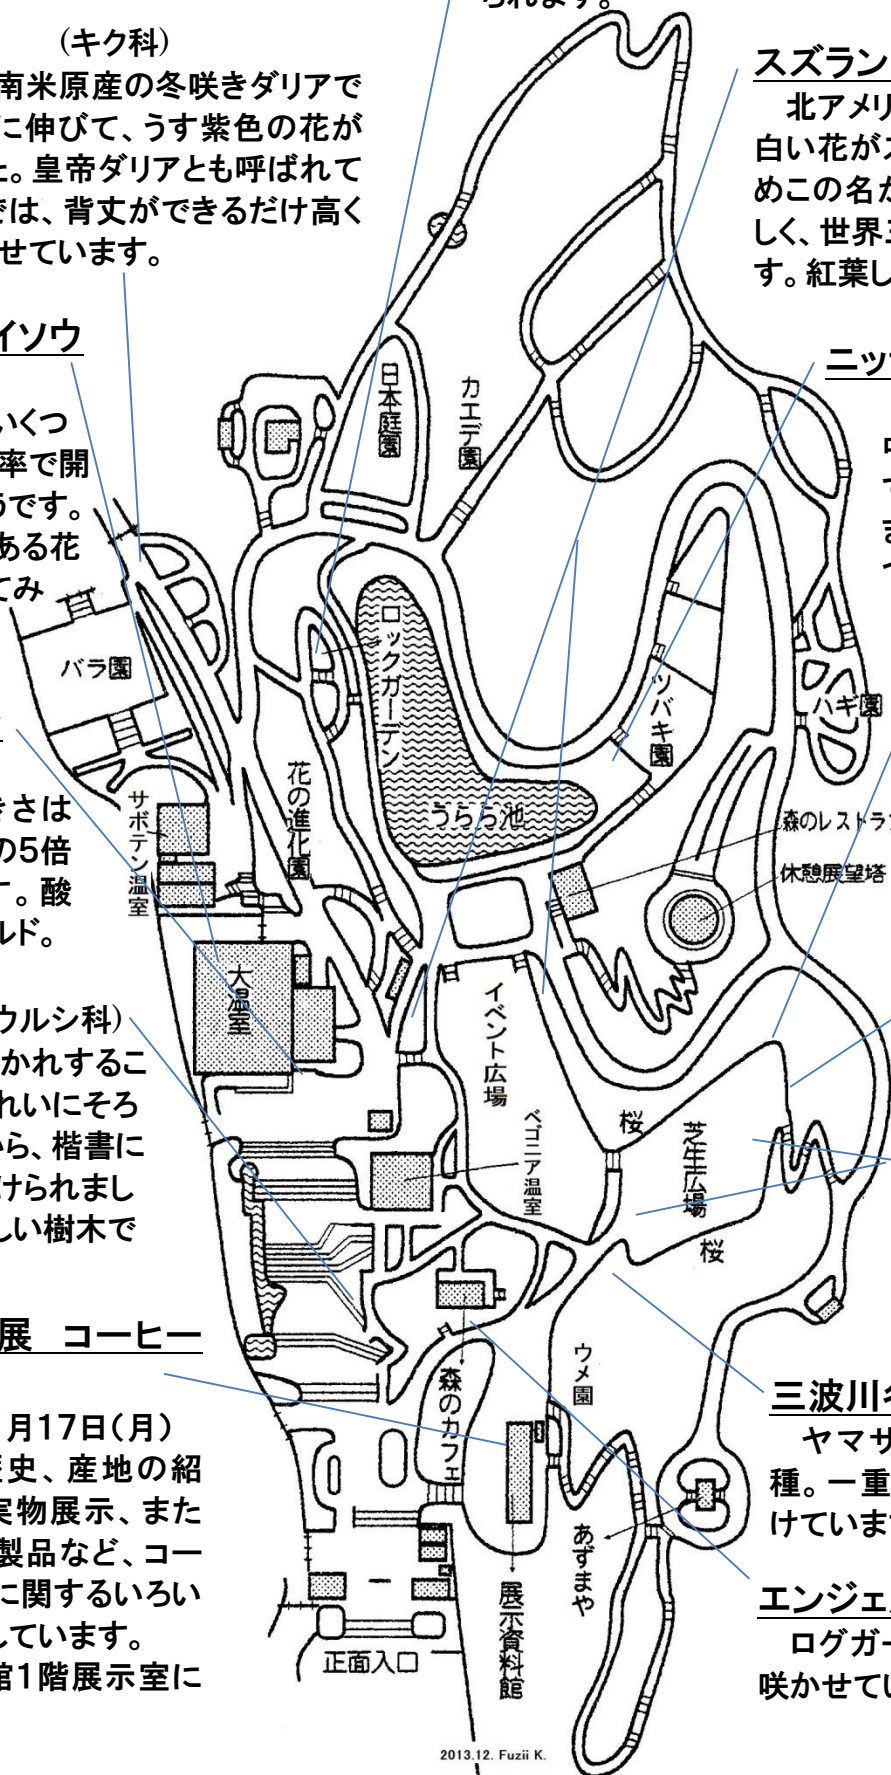 られます。
(キク科)
南米原産の冬咲きダリアで
に伸びて、うす紫色の花が
た。皇帝ダリアとも呼ばれて
では、背丈ができるだけ高く
せています。
スズラン
北アメリ
白い花がス
めこの名が
しく、世界三
す。紅葉し
イソウ
いくつ
率で開
うです。
ある花
てみ
ニッ
日本庭園
カエデ園
バラ園
ロックガーデン
ツバキ園
ハギ園
うらら池
花の進化園
サボテン温室
森のレストラン
休憩展望塔
きさは
の5倍
す。酸
ルド。
大温室
イベント広場
ベゴニア温室
桜
芝生広場
桜
ウルシ科)
かれするこ
れいにそろ
から、楷書に
けられまし
しい樹木で
展 コーヒー
月17日(月)
歴史、産地の紹
実物展示、また
製品など、コー
に関するいろい
しています。
館1階展示室に
ウメ園
森のカフェ
あずまや
展示資料館
正面入口
三波川冬
ヤマザ
種。一重
けています
エンジェル
ログガー
咲かせてい
2013.12. Fuzii K.